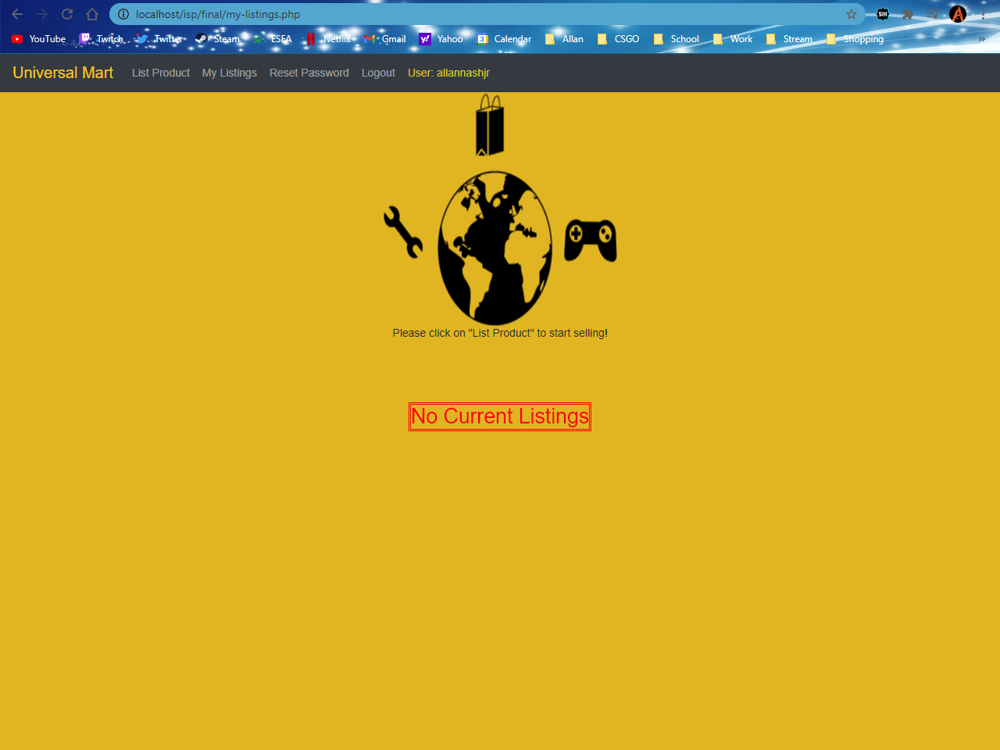 localhost/isp/final/my-listings.php
SIH
YouTube Twitch Twitter Steam ESEA Netflix Gmail Yahoo Calendar Allan CSGO School Work Stream Shopping »
Universal Mart List Product My Listings Reset Password Logout User: allannashjr
Please click on "List Product" to start selling!
No Current Listings